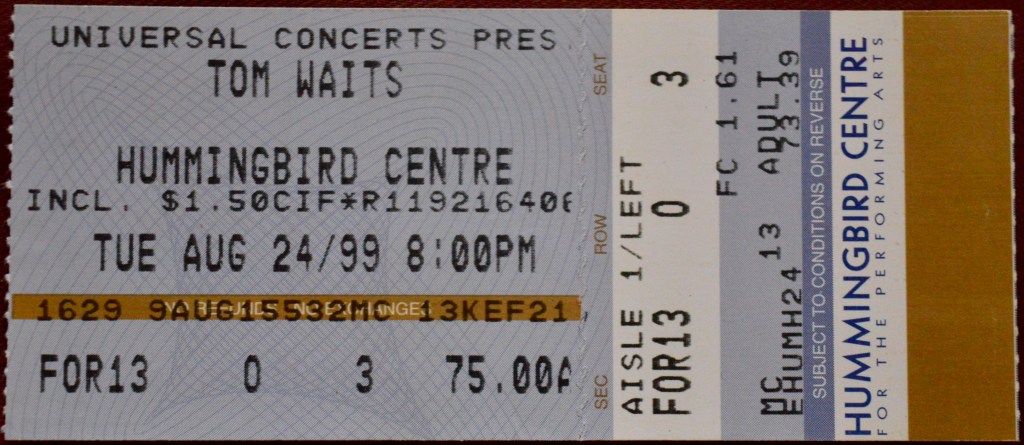 UNIVERSAL CONCERTS PRES
TOM WAITS
HUMMINGBIRD CENTRE
INCL. $1.50CIF*R11921640
TUE AUG 24/99 8:00PM
NO REFUNDS NO EXCHANGES
1629 9AUG15532MC 13KEF21
FOR13 0 3 75.00A
SEC ROW SEAT
AISLE 1/LEFT
FOR13 0 3
FC 1.61
MC 13 ADULT
EHUMH24 73.39
SUBJECT TO CONDITIONS ON REVERSE
HUMMINGBIRD CENTRE
FOR THE PERFORMING ARTS